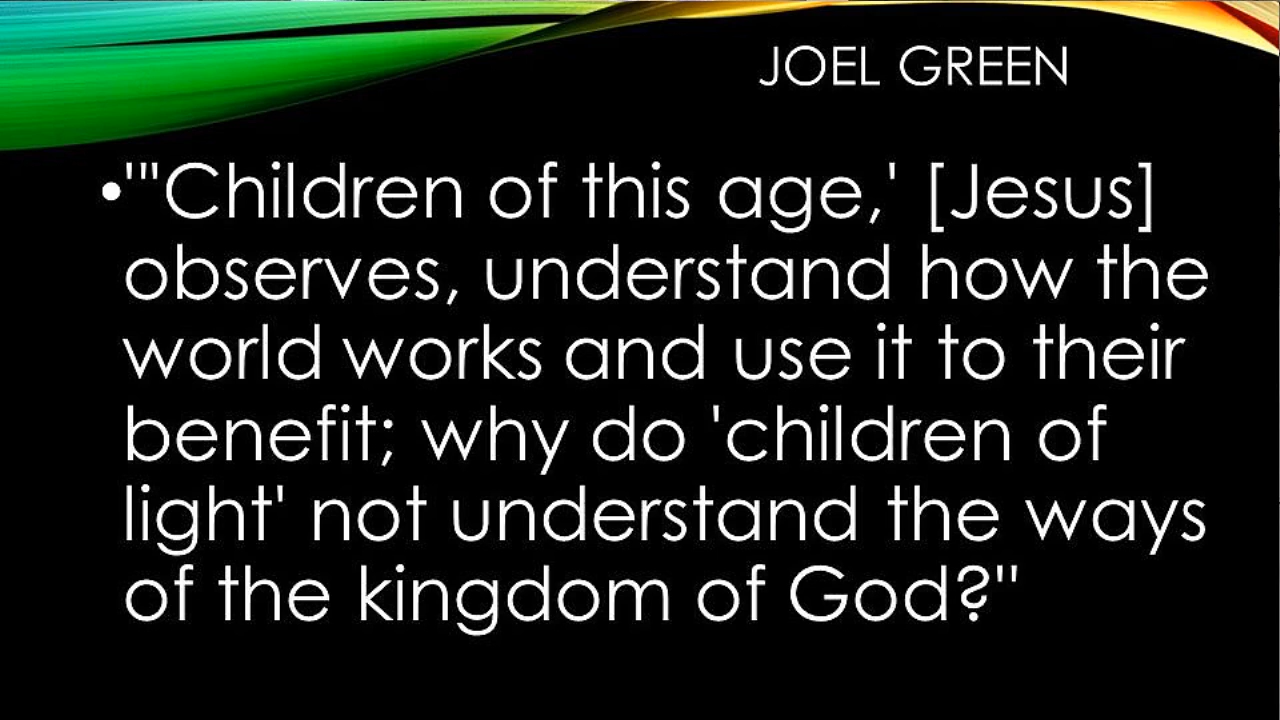 JOEL GREEN
•"'Children of this age,' [Jesus]
observes, understand how the
world works and use it to their
benefit; why do 'children of
light' not understand the ways
of the kingdom of God?"